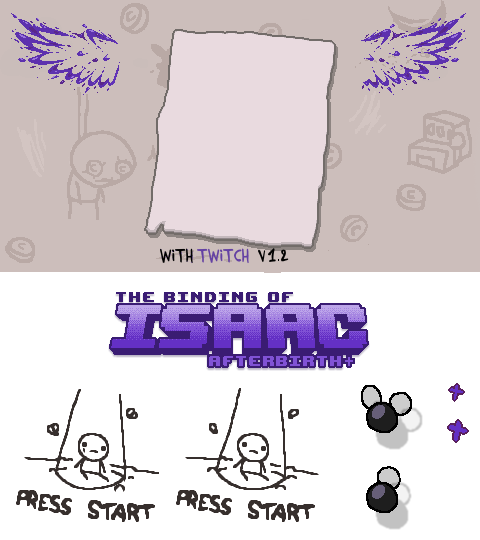 WiTH TWiTCH V1.2
THE BINDING OF
ISAAC
AFTERBIRTH+
PRESS START
PRESS START